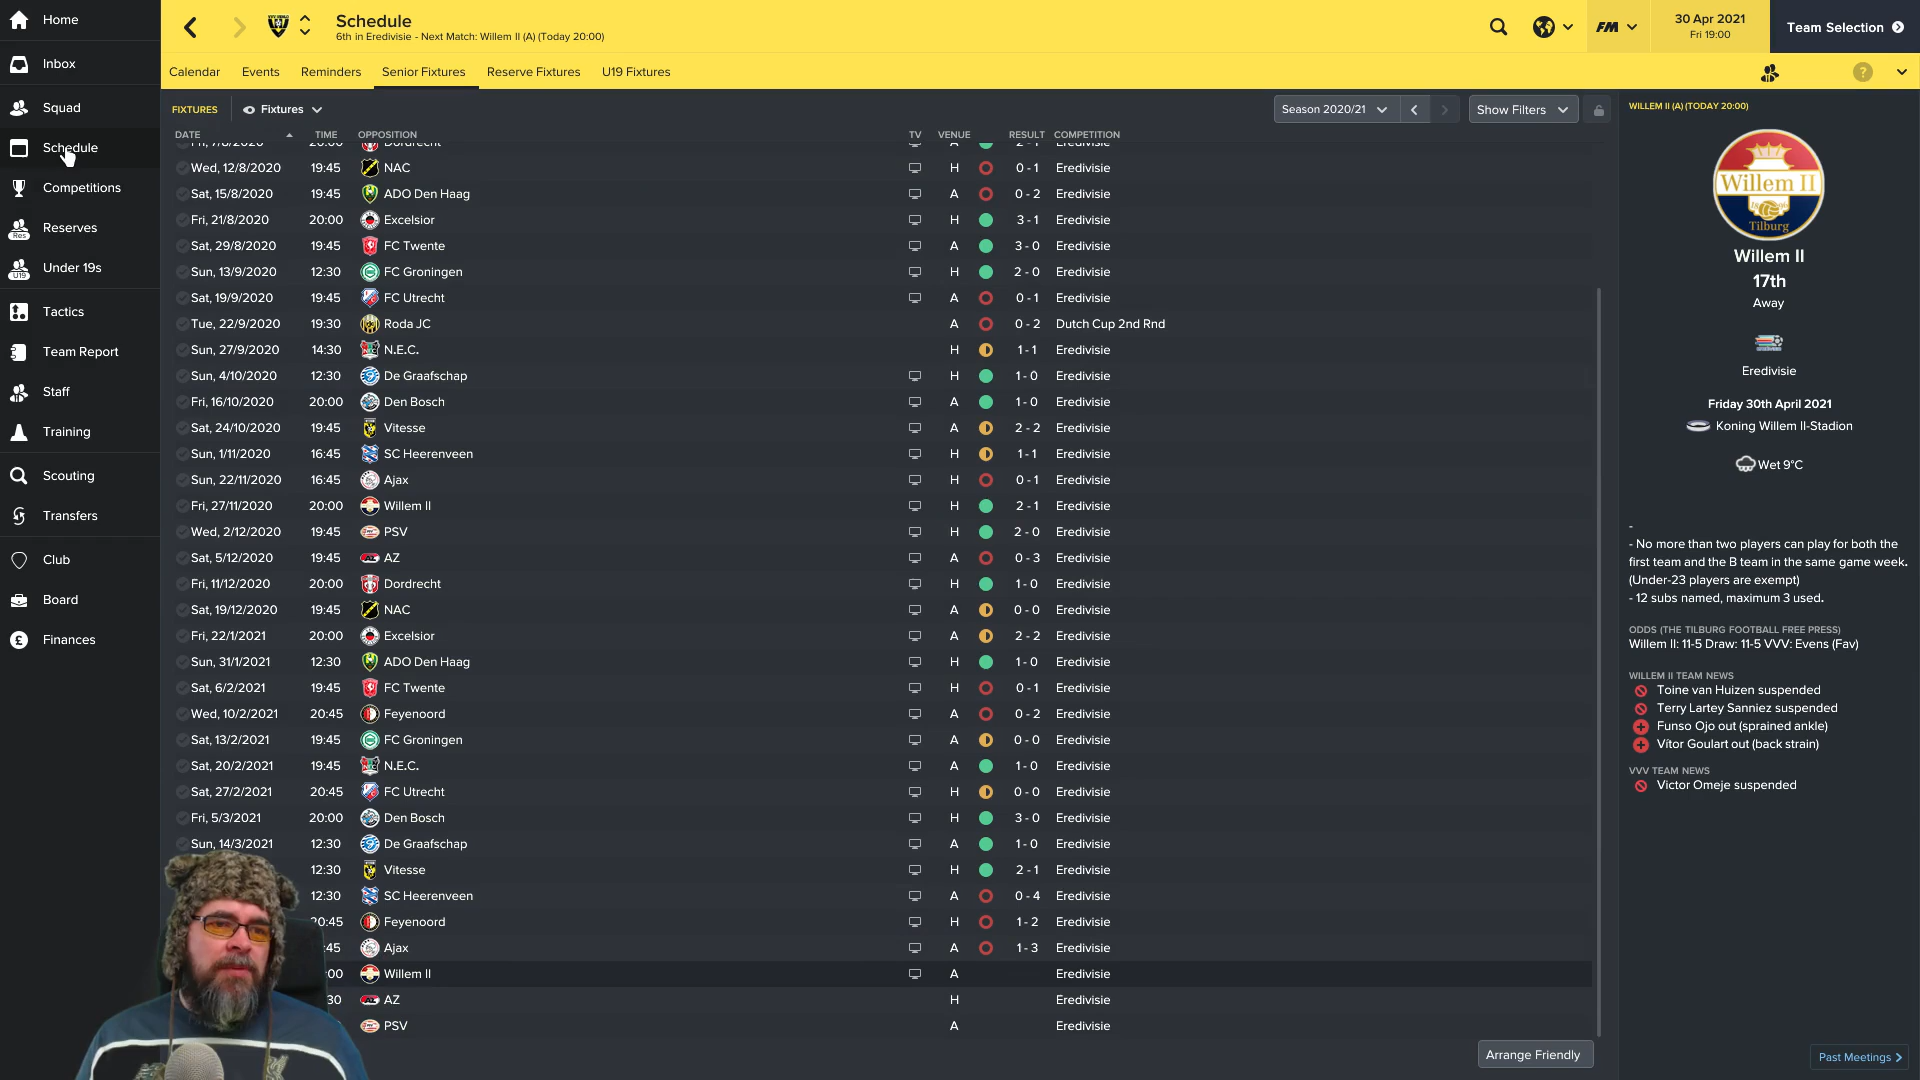 Home
Schedule
6th in Eredivisie - Next Match: Willem II (A) (Today 20:00)
FM
30 Apr 2021
Fri 19:00
Team Selection
Inbox
Squad
Schedule
Competitions
Reserves
Under 19s
Tactics
Team Report
Staff
Training
Scouting
Transfers
Club
Board
Finances
Calendar Events Reminders Senior Fixtures Reserve Fixtures U19 Fixtures
FIXTURES Fixtures Season 2020/21 Show Filters
DATE TIME OPPOSITION TV VENUE RESULT COMPETITION
Fri, 7/8/2020 20:00 Dordrecht A 2 - 1 Eredivisie
Wed, 12/8/2020 19:45 NAC H 0 - 1 Eredivisie
Sat, 15/8/2020 19:45 ADO Den Haag A 0 - 2 Eredivisie
Fri, 21/8/2020 20:00 Excelsior H 3 - 1 Eredivisie
Sat, 29/8/2020 19:45 FC Twente A 3 - 0 Eredivisie
Sun, 13/9/2020 12:30 FC Groningen H 2 - 0 Eredivisie
Sat, 19/9/2020 19:45 FC Utrecht A 0 - 1 Eredivisie
Tue, 22/9/2020 19:30 Roda JC A 0 - 2 Dutch Cup 2nd Rnd
Sun, 27/9/2020 14:30 N.E.C. H 1 - 1 Eredivisie
Sun, 4/10/2020 12:30 De Graafschap H 1 - 0 Eredivisie
Fri, 16/10/2020 20:00 Den Bosch A 1 - 0 Eredivisie
Sat, 24/10/2020 19:45 Vitesse A 2 - 2 Eredivisie
Sun, 1/11/2020 16:45 SC Heerenveen H 1 - 1 Eredivisie
Sun, 22/11/2020 16:45 Ajax H 0 - 1 Eredivisie
Fri, 27/11/2020 20:00 Willem II H 2 - 1 Eredivisie
Wed, 2/12/2020 19:45 PSV H 2 - 0 Eredivisie
Sat, 5/12/2020 19:45 AZ A 0 - 3 Eredivisie
Fri, 11/12/2020 20:00 Dordrecht H 1 - 0 Eredivisie
Sat, 19/12/2020 19:45 NAC A 0 - 0 Eredivisie
Fri, 22/1/2021 20:00 Excelsior A 2 - 2 Eredivisie
Sun, 31/1/2021 12:30 ADO Den Haag H 1 - 0 Eredivisie
Sat, 6/2/2021 19:45 FC Twente H 0 - 1 Eredivisie
Wed, 10/2/2021 20:45 Feyenoord A 0 - 2 Eredivisie
Sat, 13/2/2021 19:45 FC Groningen A 0 - 0 Eredivisie
Sat, 20/2/2021 19:45 N.E.C. A 1 - 0 Eredivisie
Sat, 27/2/2021 20:45 FC Utrecht H 0 - 0 Eredivisie
Fri, 5/3/2021 20:00 Den Bosch H 3 - 0 Eredivisie
Sun, 14/3/2021 12:30 De Graafschap A 1 - 0 Eredivisie
12:30 Vitesse H 2 - 1 Eredivisie
12:30 SC Heerenveen A 0 - 4 Eredivisie
20:45 Feyenoord H 1 - 2 Eredivisie
:45 Ajax A 1 - 3 Eredivisie
:00 Willem II A Eredivisie
:30 AZ H Eredivisie
PSV A Eredivisie
Arrange Friendly
WILLEM II (A) (TODAY 20:00)
Willem II
Tilburg
Willem II
17th
Away
Eredivisie
Friday 30th April 2021
Koning Willem II-Stadion
Wet 9°C
-
- No more than two players can play for both the
first team and the B team in the same game week.
(Under-23 players are exempt)
- 12 subs named, maximum 3 used.
ODDS (THE TILBURG FOOTBALL FREE PRESS)
Willem II: 11-5 Draw: 11-5 VVV: Evens (Fav)
WILLEM II TEAM NEWS
Toine van Huizen suspended
Terry Lartey Sanniez suspended
Funso Ojo out (sprained ankle)
Vítor Goulart out (back strain)
VVV TEAM NEWS
Victor Omeje suspended
Past Meetings